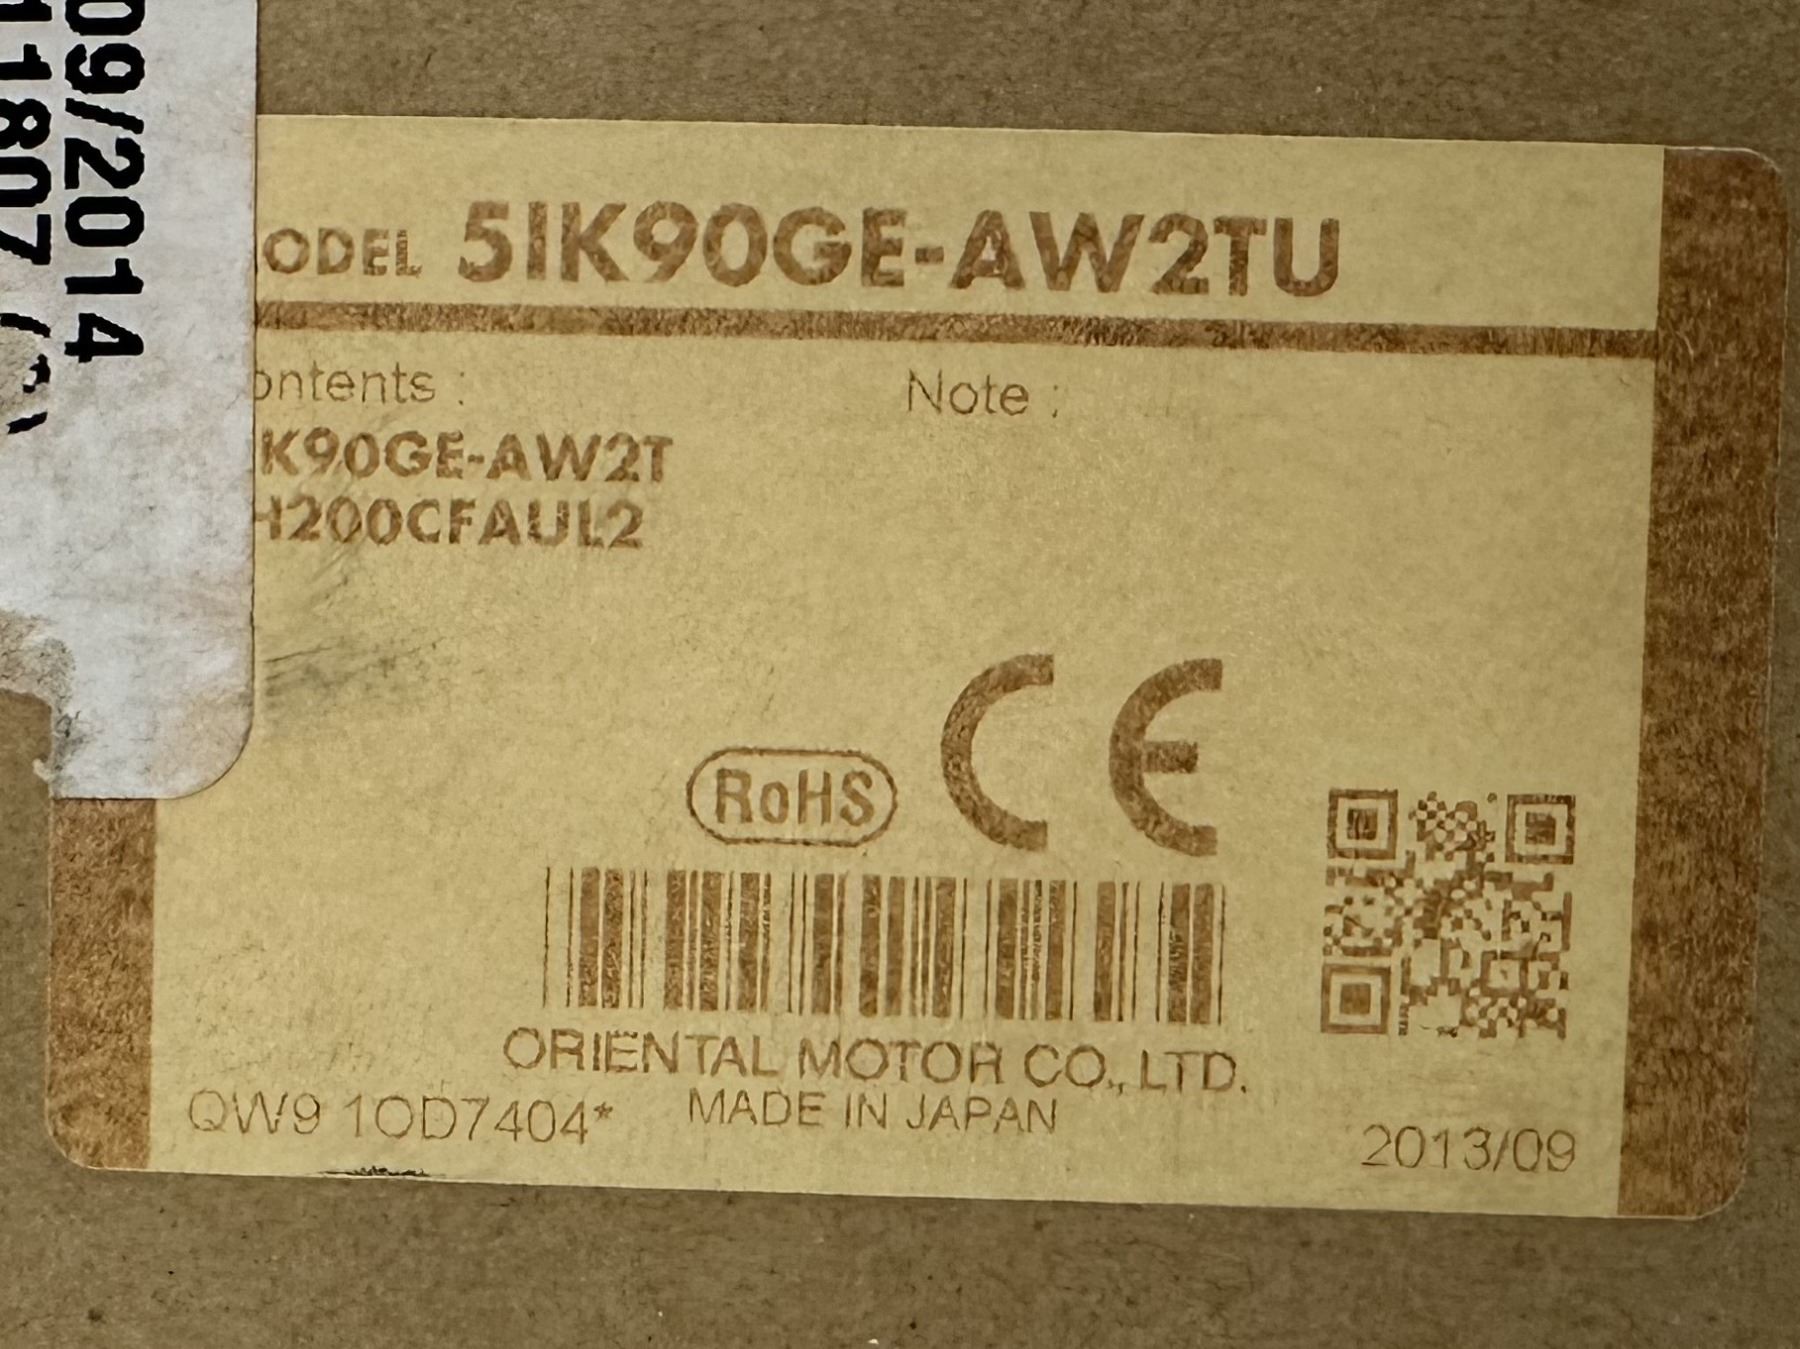 09/2014
11807
ODEL 5IK90GE-AW2TU
ontents :
Note :
K90GE-AW2T
H200CFAUL2
RoHS
CE
ORIENTAL MOTOR CO., LTD.
QW9 1OD7404*
MADE IN JAPAN
2013/09